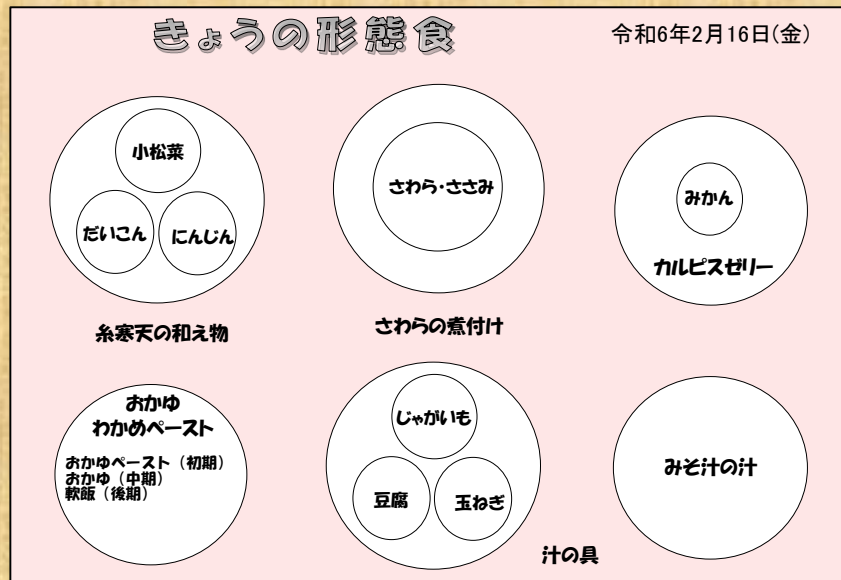 きょうの形態食
令和6年2月16日(金)
小松菜
だいこん
にんじん
糸寒天の和え物
さわら・ささみ
さわらの煮付け
みかん
カルピスゼリー
おかゆ
わかめペースト
おかゆペースト（初期）
おかゆ（中期）
軟飯（後期）
じゃがいも
豆腐
玉ねぎ
汁の具
みそ汁の汁